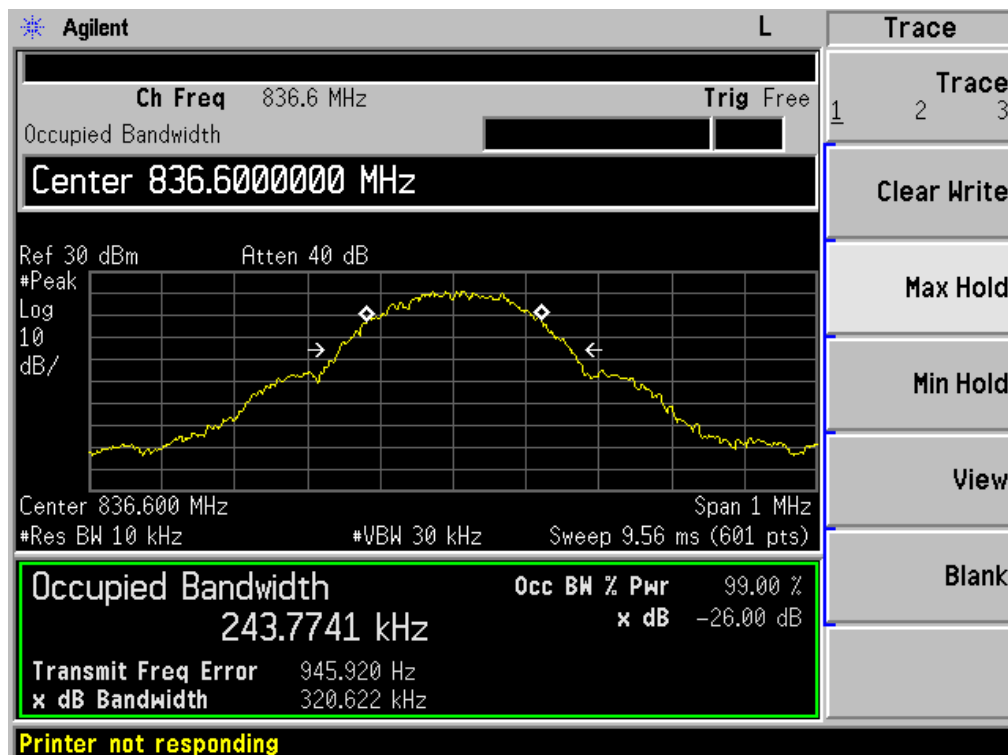 Agilent L Trace
Ch Freq 836.6 MHz Trig Free
Occupied Bandwidth
Center 836.6000000 MHz
Ref 30 dBm Atten 40 dB
#Peak
Log
10
dB/
Center 836.600 MHz Span 1 MHz
#Res BW 10 kHz #VBW 30 kHz Sweep 9.56 ms (601 pts)
Occupied Bandwidth
243.7741 kHz
Occ BW % Pwr 99.00 %
x dB -26.00 dB
Transmit Freq Error 945.920 Hz
x dB Bandwidth 320.622 kHz
Printer not responding
Trace
1 2 3
Clear Write
Max Hold
Min Hold
View
Blank